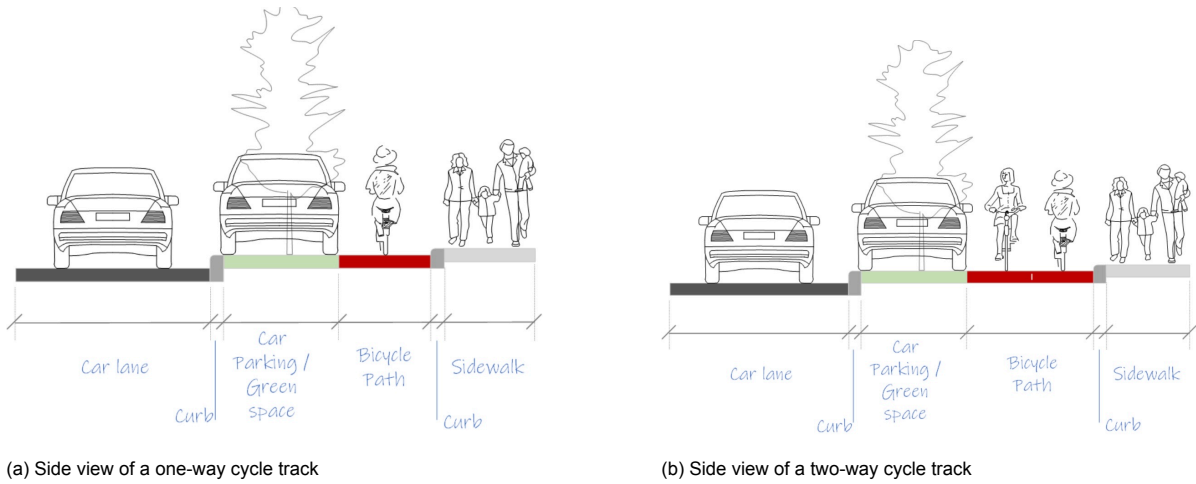 Car lane
Curb
Car
Parking /
Green
space
Bicycle
Path
Sidewalk
Curb
(a) Side view of a one-way cycle track
Car lane
Curb
Car
Parking /
Green
space
Bicycle
Path
Sidewalk
Curb
(b) Side view of a two-way cycle track